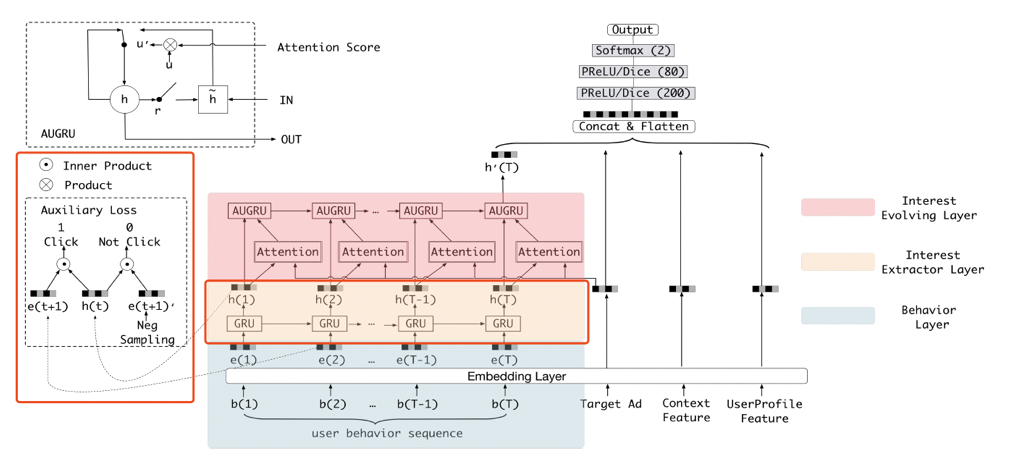 Output
Softmax (2)
PReLU/Dice (80)
PReLU/Dice (200)
Concat & Flatten
h'(T)
u'
u
Attention Score
h
r
h̃
IN
OUT
AUGRU
Inner Product
Product
Auxiliary Loss
1
0
Click
Not Click
e(t+1)
h(t)
e(t+1)'
Neg
Sampling
AUGRU
AUGRU
...
AUGRU
AUGRU
Attention
Attention
Attention
Attention
h(1)
h(2)
h(T-1)
h(T)
GRU
GRU
...
GRU
GRU
e(1)
e(2)
...
e(T-1)
e(T)
Embedding Layer
b(1)
b(2)
...
b(T-1)
b(T)
user behavior sequence
Target Ad
Context
Feature
UserProfile
Feature
Interest
Evolving Layer
Interest
Extractor Layer
Behavior
Layer